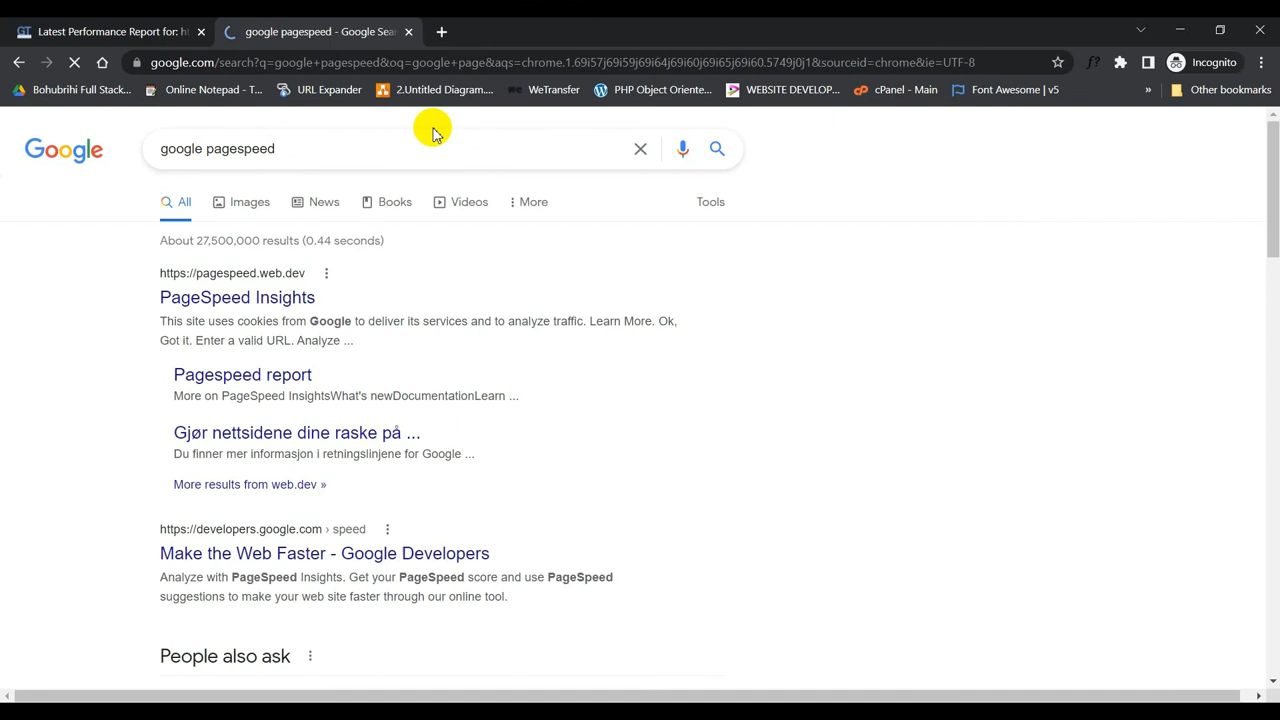 GT Latest Performance Report for: ht
google pagespeed - Google Sea
google.com/search?q=google+pagespeed&oq=google+page&aqs=chrome.1.69i57j69i59j69i64j69i60j69i65j69i60.5749j0j1&sourceid=chrome&ie=UTF-8
Incognito
Bohubrihi Full Stack...
Online Notepad - T...
URL Expander
2.Untitled Diagram....
WeTransfer
PHP Object Oriente...
WEBSITE DEVELOP...
cPanel - Main
Font Awesome | v5
»
Other bookmarks
Google
google pagespeed
All
Images
News
Books
Videos
More
Tools
About 27,500,000 results (0.44 seconds)
https://pagespeed.web.dev
PageSpeed Insights
This site uses cookies from Google to deliver its services and to analyze traffic. Learn More. Ok,
Got it. Enter a valid URL. Analyze ...
Pagespeed report
More on PageSpeed InsightsWhat's newDocumentationLearn ...
Gjør nettsidene dine raske på ...
Du finner mer informasjon i retningslinjene for Google ...
More results from web.dev »
https://developers.google.com › speed
Make the Web Faster - Google Developers
Analyze with PageSpeed Insights. Get your PageSpeed score and use PageSpeed
suggestions to make your web site faster through our online tool.
People also ask